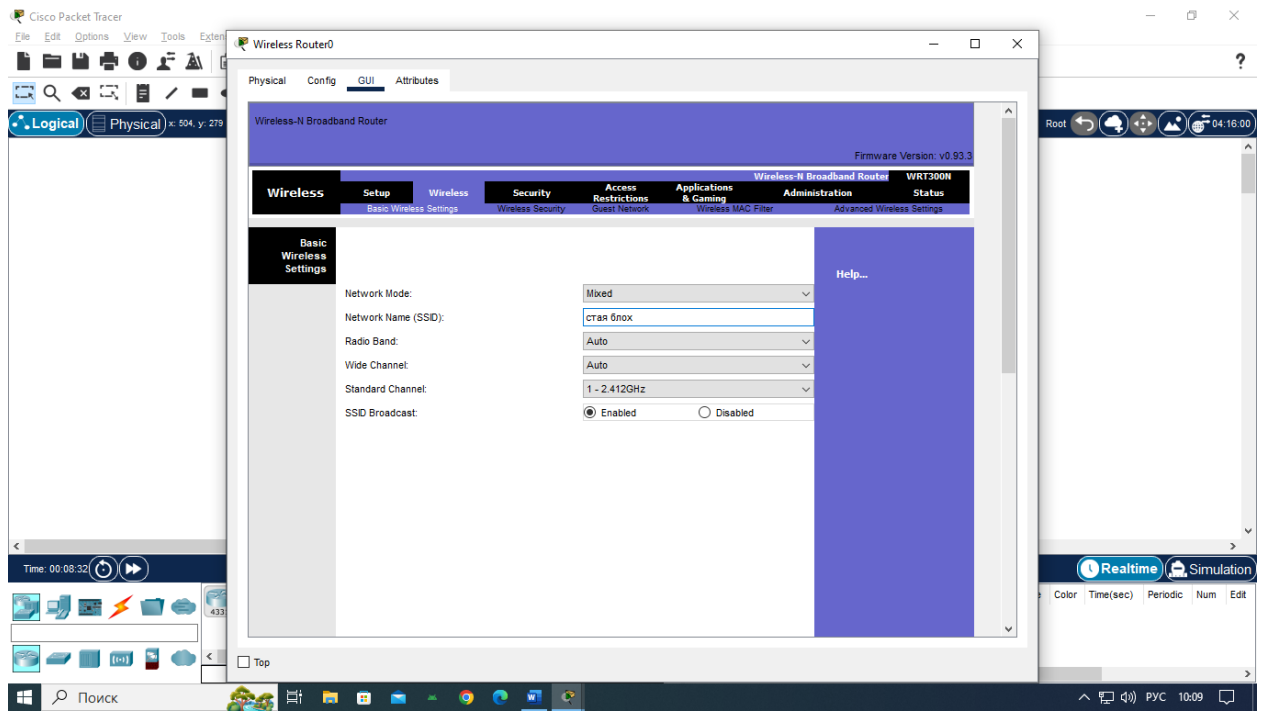 Cisco Packet Tracer
File Edit Options View Tools Exten
Wireless Router0
?
Physical Config GUI Attributes
Logical Physical x: 504, y: 279
Root 04:16:00
Wireless-N Broadband Router
Firmware Version: v0.93.3
Wireless-N Broadband Router WRT300N
Wireless Setup Wireless Security Access Restrictions Applications & Gaming Administration Status
Basic Wireless Settings Wireless Security Guest Network Wireless MAC Filter Advanced Wireless Settings
Basic
Wireless
Settings
Help...
Network Mode: Mixed
Network Name (SSID): стая блох
Radio Band: Auto
Wide Channel: Auto
Standard Channel: 1 - 2.412GHz
SSID Broadcast: Enabled Disabled
Time: 00:08:32
Realtime Simulation
Color Time(sec) Periodic Num Edit
433
Top
Поиск
РУС 10:09